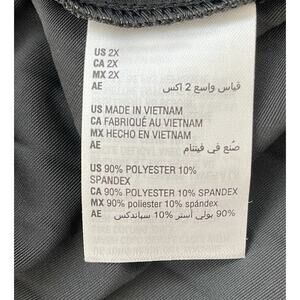 US 2X
CA 2X
MX 2X
AE قياس واسع 2 اكس
US MADE IN VIETNAM
CA FABRIQUÉ AU VIETNAM
MX HECHO EN VIETNAM
AE صُنع في فيتنام
US 90% POLYESTER 10%
SPANDEX
CA 90% POLYESTER 10% SPANDEX
MX 90% poliester 10% spándex
AE 90% بولي أستر 10% سباندكس